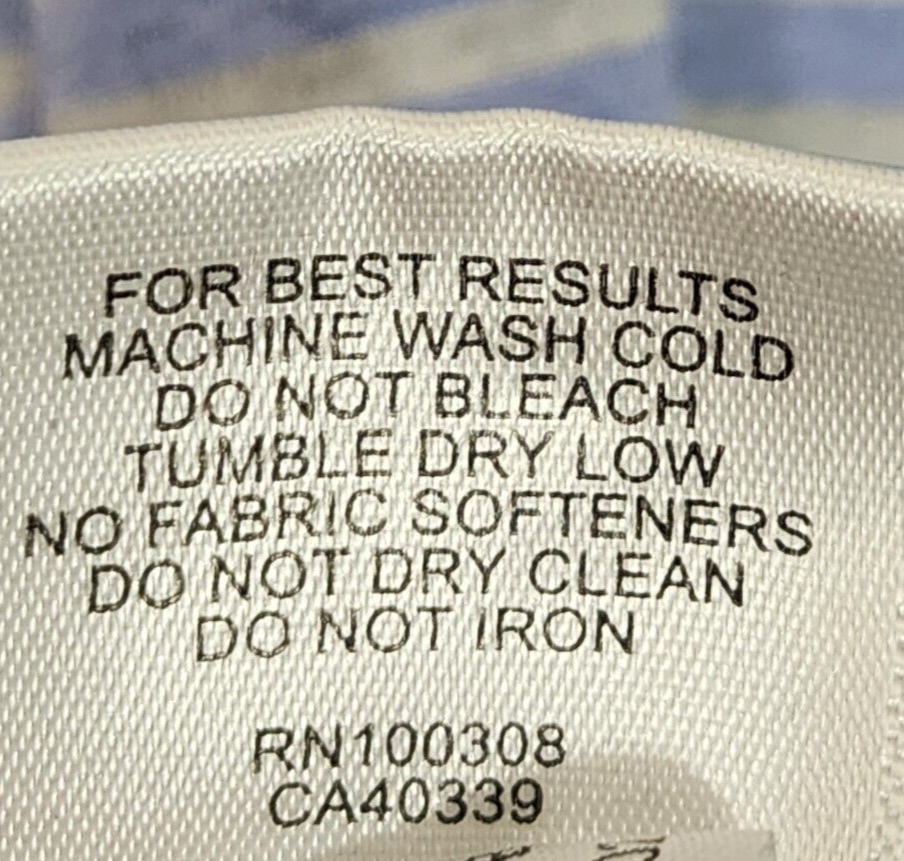 FOR BEST RESULTS
MACHINE WASH COLD
DO NOT BLEACH
TUMBLE DRY LOW
NO FABRIC SOFTENERS
DO NOT DRY CLEAN
DO NOT IRON
RN100308
CA40339